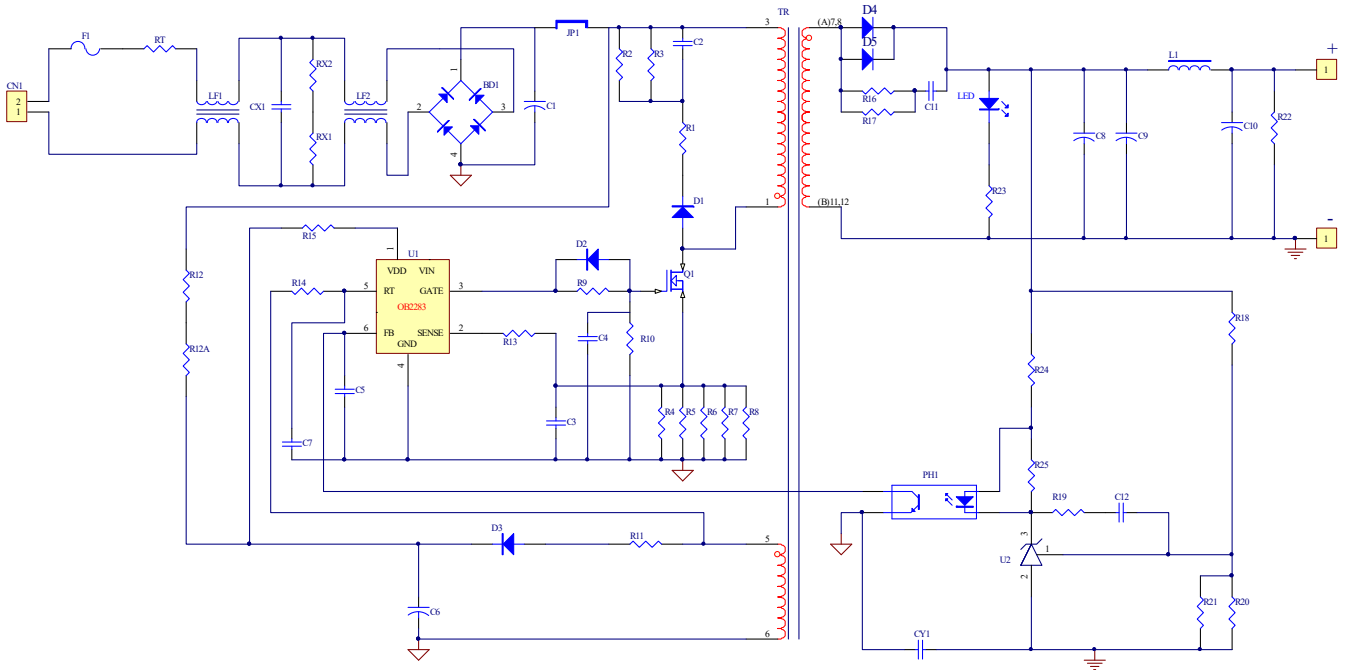 TR
D4
F1
RT
JP1
3
(A)7,8
C2
D5
R2
R3
L1
+
RX2
1
1
CN1
LF1
CX1
LF2
BD1
R16
C11
LED
2
1
2
3
C1
R17
C10
R22
R1
C8
C9
RX1
4
R23
D1
1
(B)11,12
-
R15
1
D2
1
U1
VDD
VIN
Q1
R12
R14
5
RT
GATE
3
R9
OB2283
R18
6
FB
SENSE
2
R13
C4
R10
GND
R12A
4
R24
C5
R4
R5
R6
R7
R8
C3
C7
R25
PH1
R19
C12
D3
R11
5
3
1
U2
2
R21
R20
C6
6
CY1